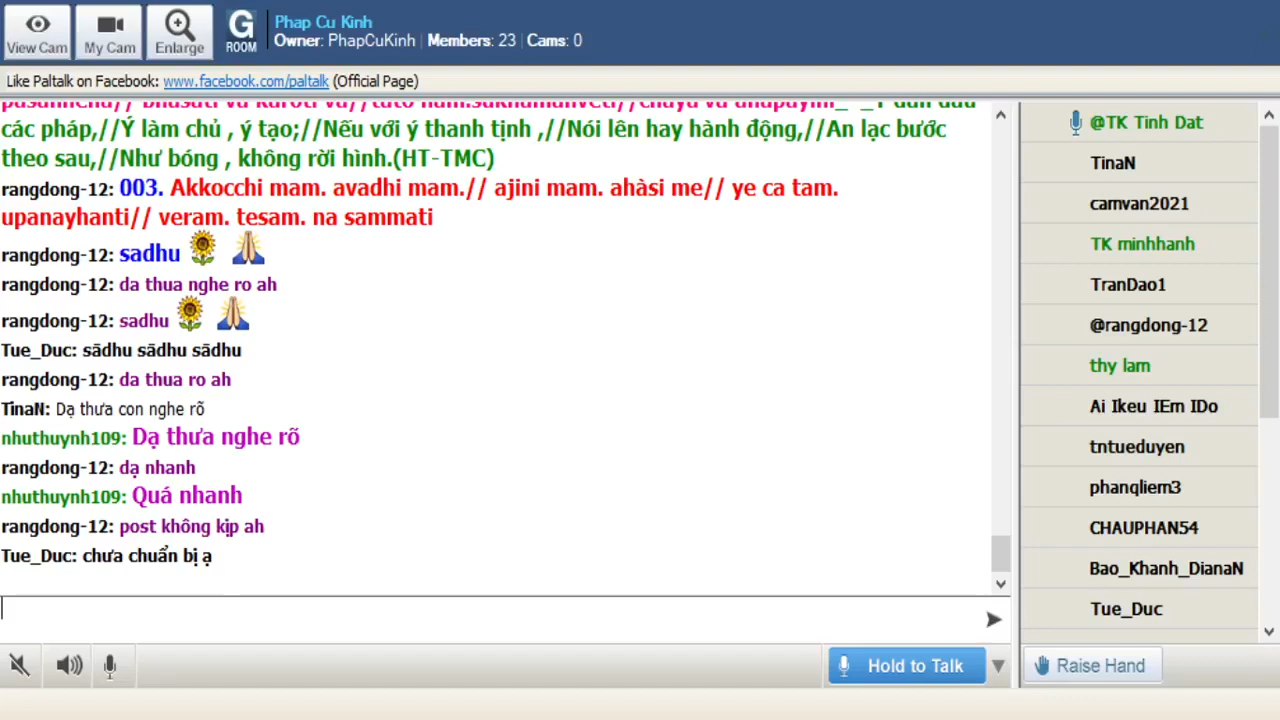 View Cam
My Cam
Enlarge
G
ROOM
Phap Cu Kinh
Owner: PhapCuKinh | Members: 23 | Cams: 0
Like Paltalk on Facebook: www.facebook.com/paltalk (Official Page)
các pháp,//Ý làm chủ , ý tạo;//Nếu với ý thanh tịnh ,//Nói lên hay hành động,//An lạc bước
theo sau,//Như bóng , không rời hình.(HT-TMC)
rangdong-12: 003. Akkocchi mam. avadhi mam.// ajini mam. ahàsi me// ye ca tam.
upanayhanti// veram. tesam. na sammati
rangdong-12: sadhu
rangdong-12: da thua nghe ro ah
rangdong-12: sadhu
Tue_Duc: sādhu sādhu sādhu
rangdong-12: da thua ro ah
TinaN: Dạ thưa con nghe rõ
nhuthuynh109: Dạ thưa nghe rõ
rangdong-12: dạ nhanh
nhuthuynh109: Quá nhanh
rangdong-12: post không kịp ah
Tue_Duc: chưa chuẩn bị ạ
Hold to Talk
@TK Tinh Dat
TinaN
camvan2021
TK minhhanh
TranDao1
@rangdong-12
thy lam
Ai Ikeu IEm IDo
tntueduyen
phanqliem3
CHAUPHAN54
Bao_Khanh_DianaN
Tue_Duc
Raise Hand